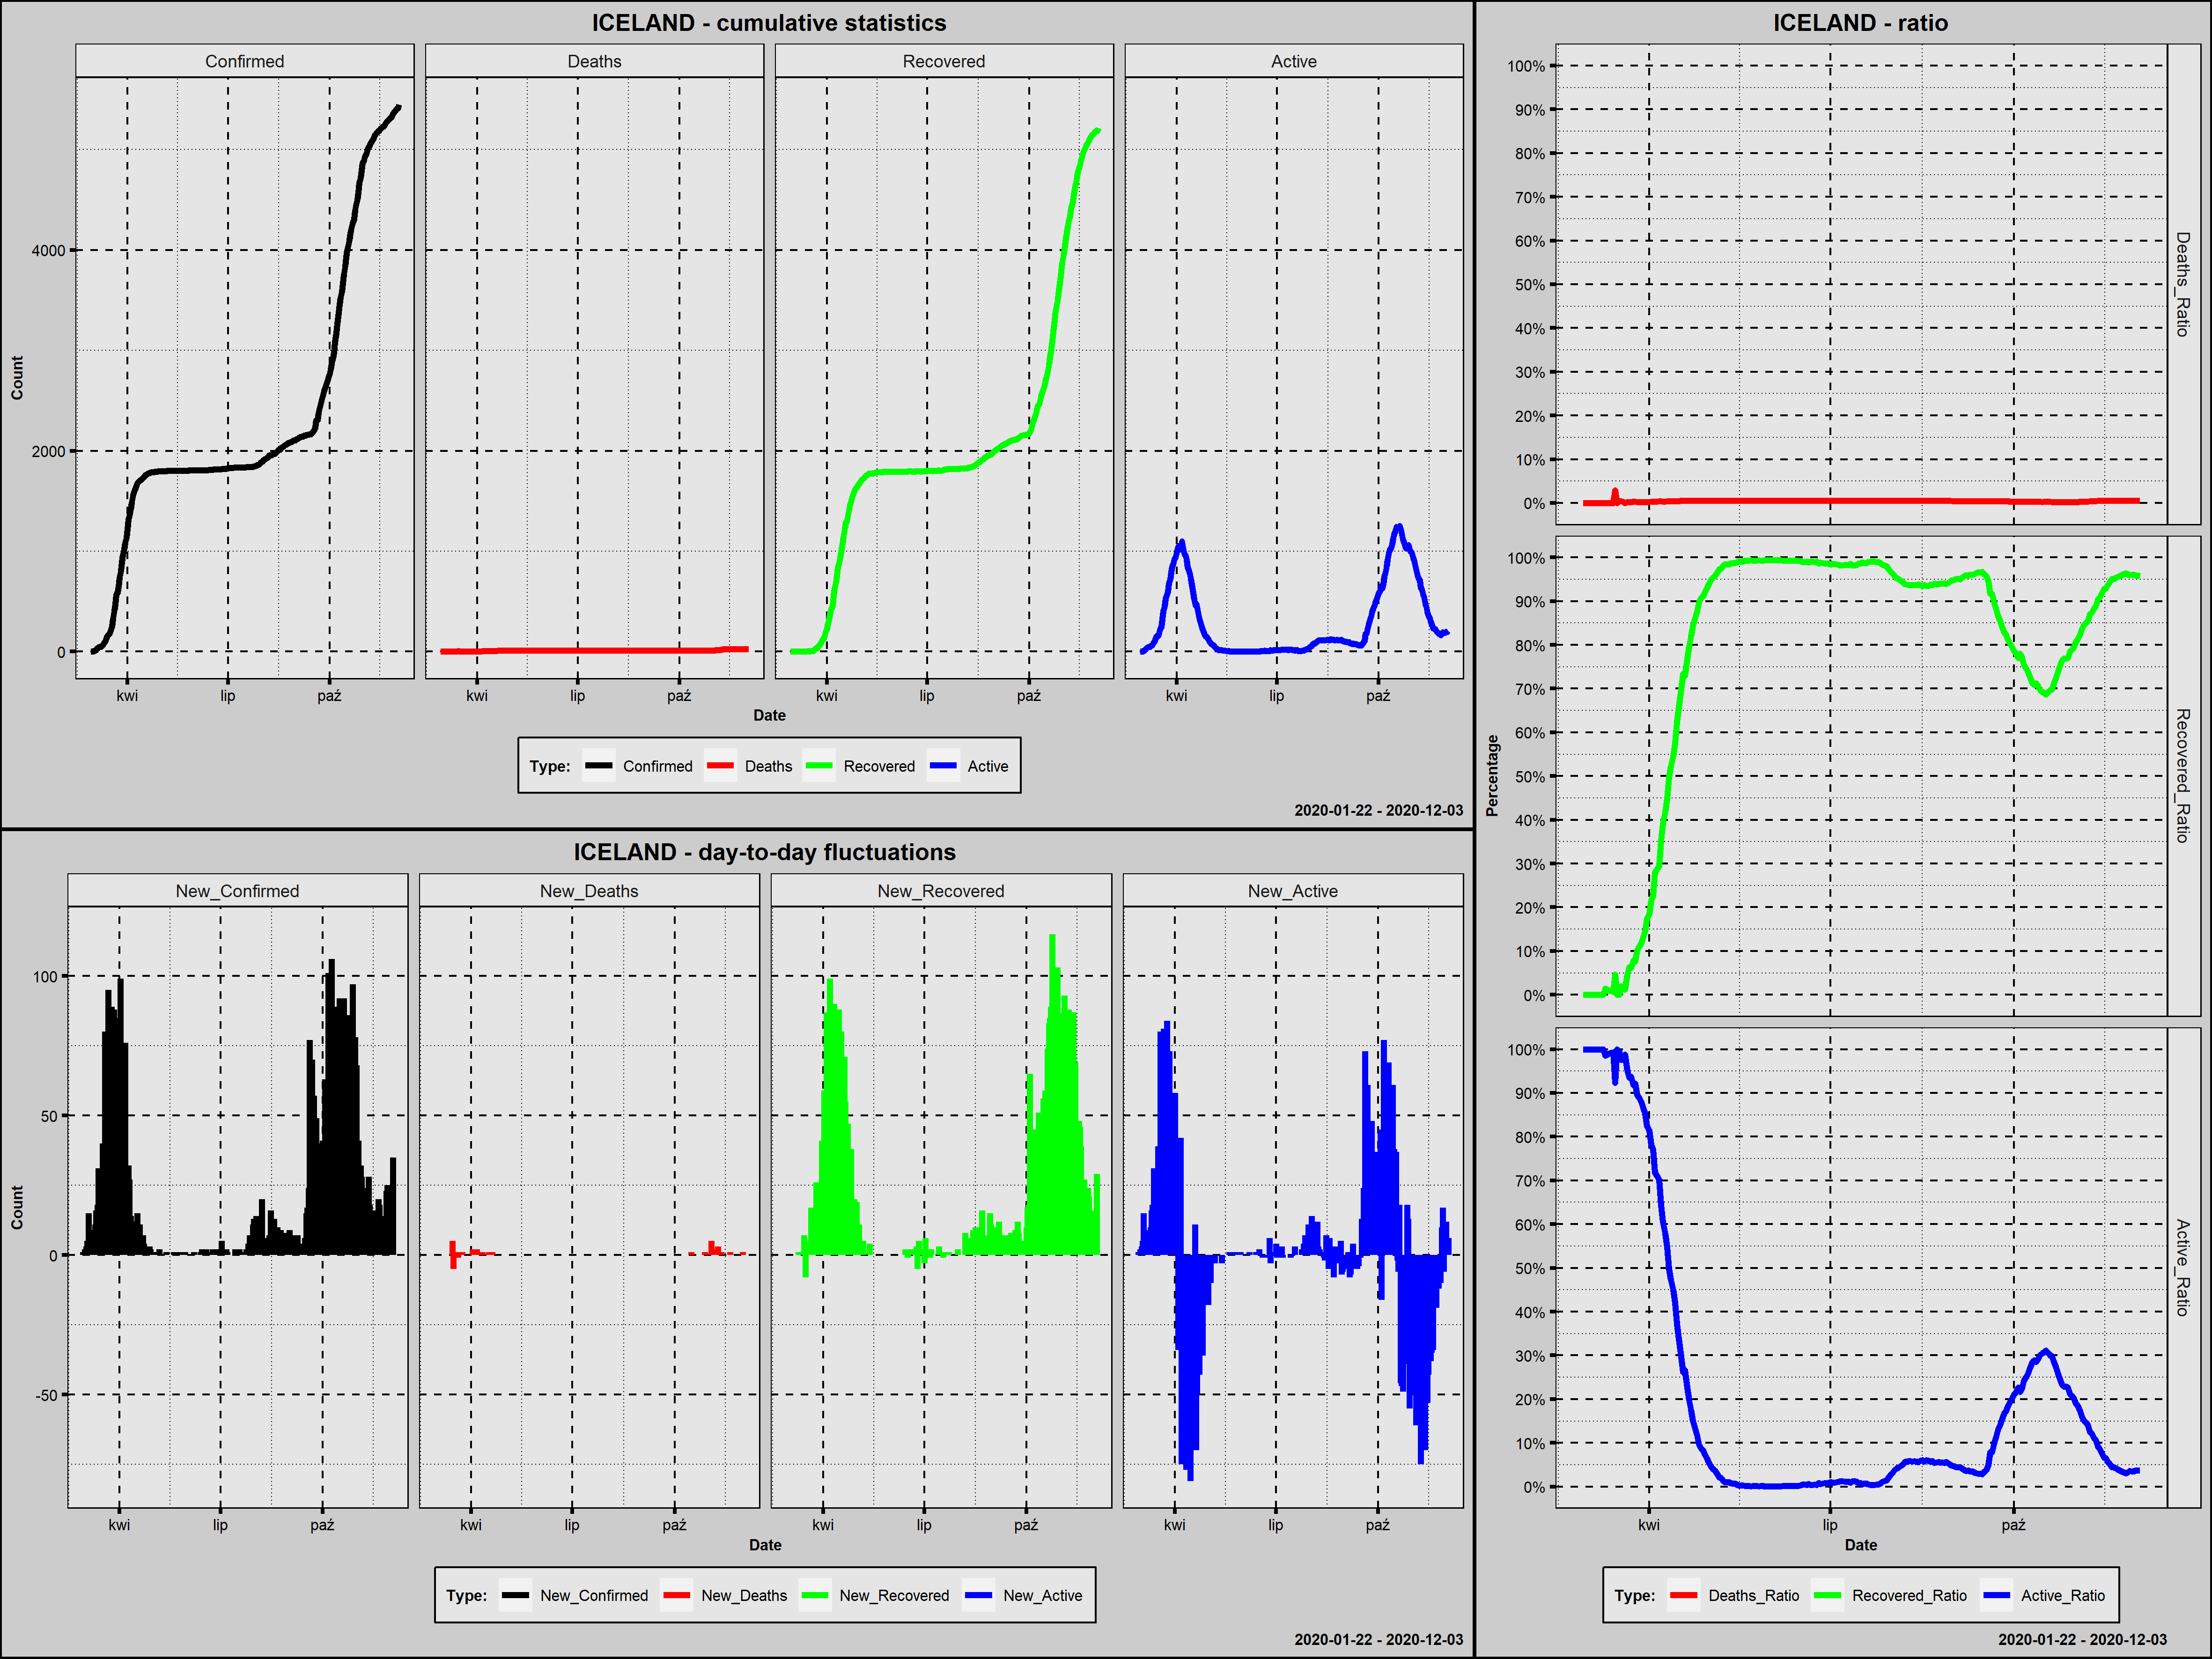 ICELAND - cumulative statistics
Confirmed Deaths Recovered Active
Count
4000
2000
0
kwi lip paź kwi lip paź kwi lip paź kwi lip paź
Date
Type: Confirmed Deaths Recovered Active
2020-01-22 - 2020-12-03
ICELAND - day-to-day fluctuations
New_Confirmed New_Deaths New_Recovered New_Active
Count
100
50
0
-50
kwi lip paź kwi lip paź kwi lip paź kwi lip paź
Date
Type: New_Confirmed New_Deaths New_Recovered New_Active
2020-01-22 - 2020-12-03
ICELAND - ratio
Percentage
100%
90%
80%
70%
60%
50%
40%
30%
20%
10%
0%
Deaths_Ratio
100%
90%
80%
70%
60%
50%
40%
30%
20%
10%
0%
Recovered_Ratio
100%
90%
80%
70%
60%
50%
40%
30%
20%
10%
0%
Active_Ratio
kwi lip paź
Date
Type: Deaths_Ratio Recovered_Ratio Active_Ratio
2020-01-22 - 2020-12-03